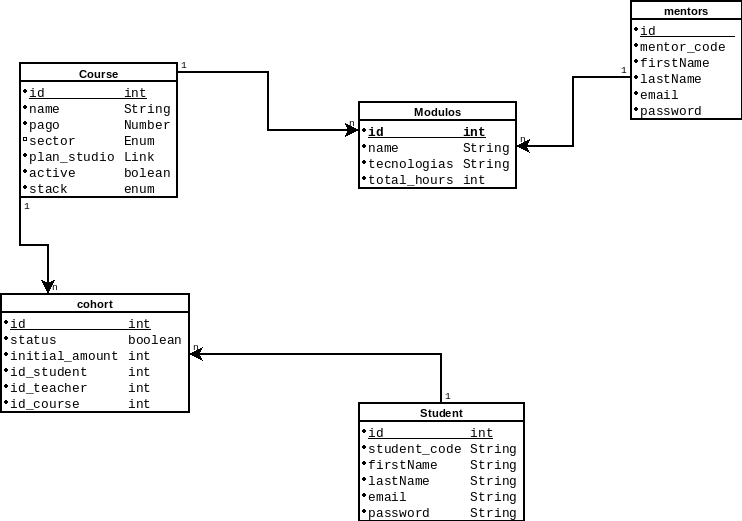 mentors
id
mentor_code
firstName
lastName
email
password
1
Course
id int
name String
pago Number
sector Enum
plan_studio Link
active bolean
stack enum
1
1
Modulos
id int
name String
tecnologias String
total_hours int
n
n
cohort
id int
status boolean
initial_amount int
id_student int
id_teacher int
id_course int
n
n
Student
id int
student_code String
firstName String
lastName String
email String
password String
1